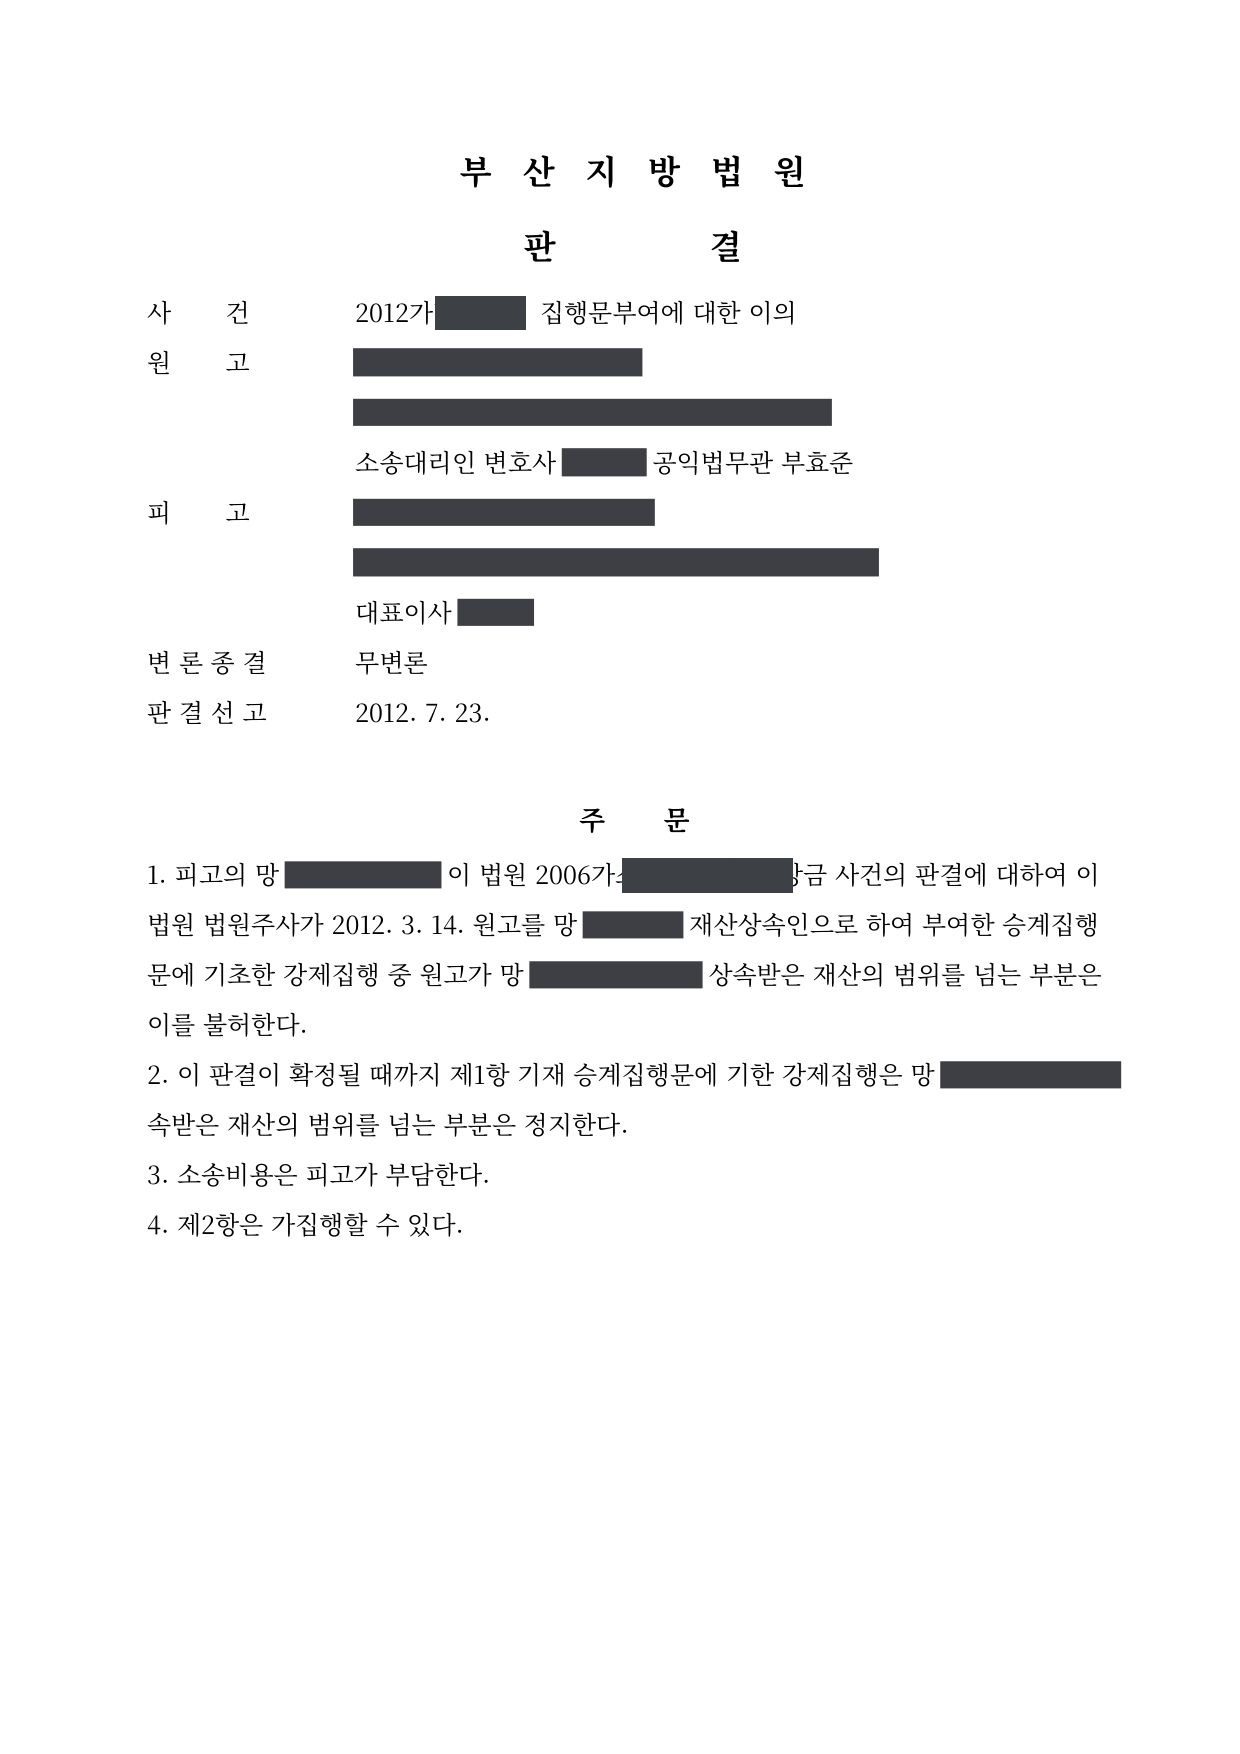 부 산 지 방 법 원
판 결
사 건 2012가 집행문부여에 대한 이의
원 고
소송대리인 변호사 공익법무관 부효준
피 고
대표이사
변 론 종 결 무변론
판 결 선 고 2012. 7. 23.
주 문
1. 피고의 망 이 법원 2006가 금 사건의 판결에 대하여 이
법원 법원주사가 2012. 3. 14. 원고를 망 재산상속인으로 하여 부여한 승계집행
문에 기초한 강제집행 중 원고가 망 상속받은 재산의 범위를 넘는 부분은
이를 불허한다.
2. 이 판결이 확정될 때까지 제1항 기재 승계집행문에 기한 강제집행은 망
속받은 재산의 범위를 넘는 부분은 정지한다.
3. 소송비용은 피고가 부담한다.
4. 제2항은 가집행할 수 있다.